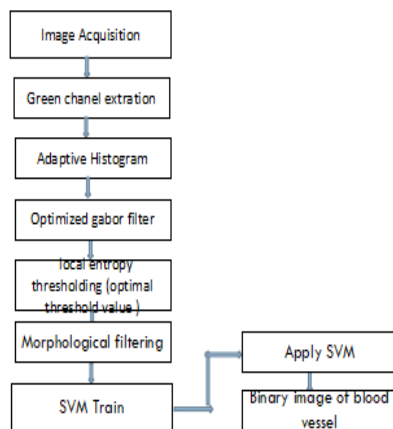 Image Acquisition
Green chanel extration
Adaptive Histogram
Optimized gabor filter
local entropy
thresholding (optimal
threshold value )
Morphological filtering
SVM Train
Apply SVM
Binary image of blood
vessel